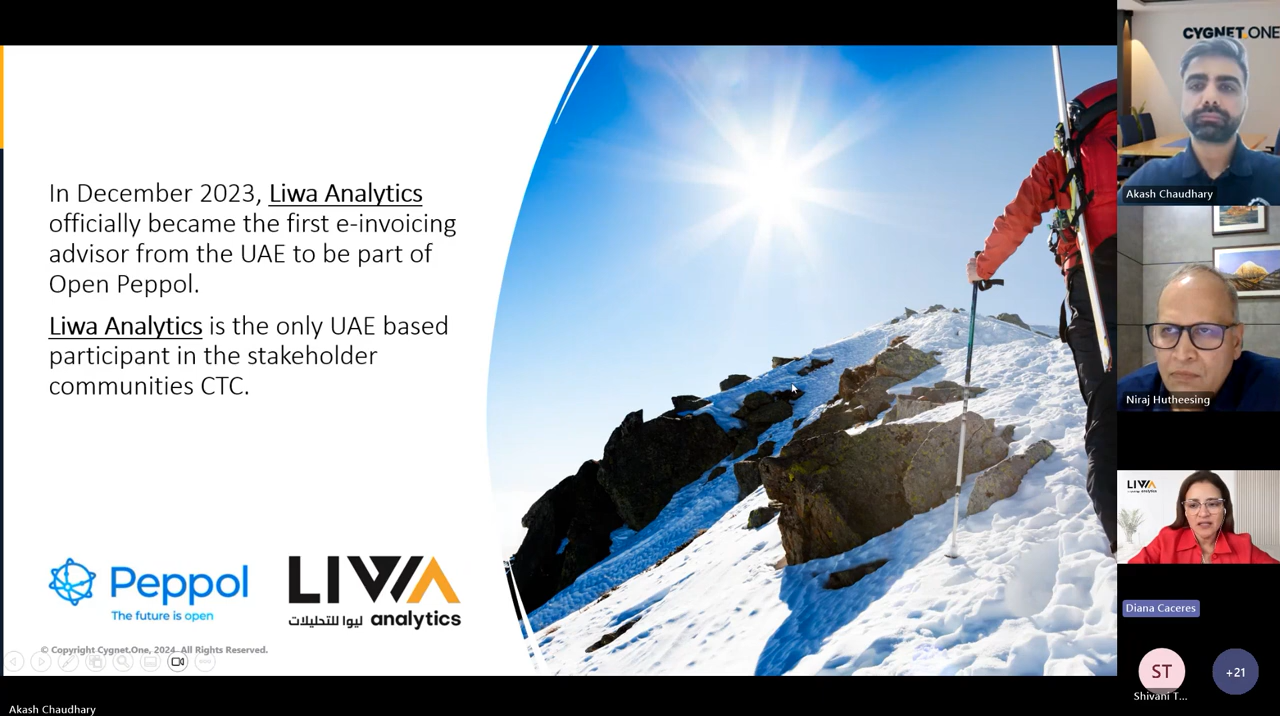 In December 2023, Liwa Analytics
officially became the first e-invoicing
advisor from the UAE to be part of
Open Peppol.
Liwa Analytics is the only UAE based
participant in the stakeholder
communities CTC.
Peppol
The future is open
LIWA
ليوا للتحليلات analytics
© Copyright Cygnet.One, 2024 All Rights Reserved.
Akash Chaudhary
CYGNET.ONE
Akash Chaudhary
Niraj Hutheesing
LIWA
analytics
Diana Caceres
ST
+21
Shivani T...